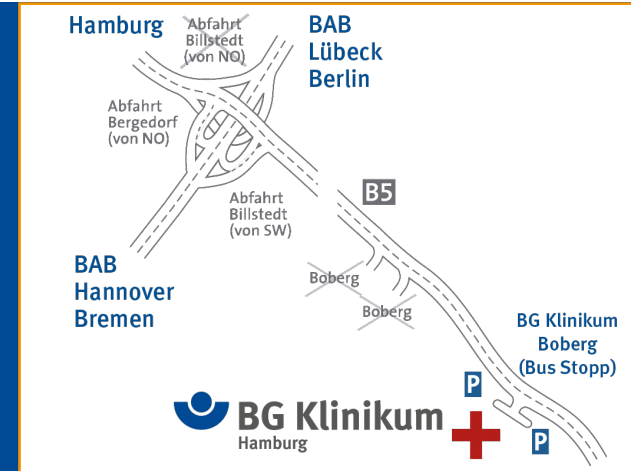 Hamburg
Abfahrt
Billstedt
(von NO)
BAB
Lübeck
Berlin
Abfahrt
Bergedorf
(von NO)
Abfahrt
Billstedt
(von SW)
B5
BAB
Hannover
Bremen
Boberg
Boberg
BG Klinikum
Boberg
(Bus Stopp)
P
BG Klinikum
Hamburg
P